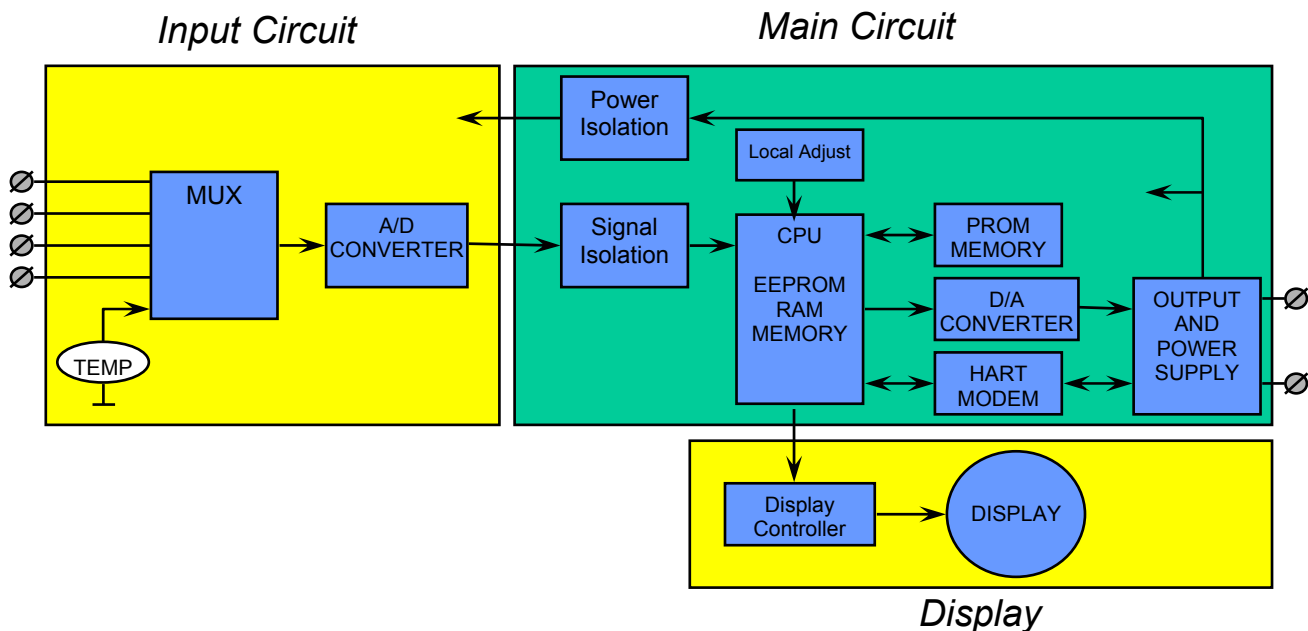 Input Circuit
Main Circuit
Power
Isolation
Local Adjust
MUX
A/D
CONVERTER
Signal
Isolation
CPU
EEPROM
RAM
MEMORY
PROM
MEMORY
D/A
CONVERTER
OUTPUT
AND
POWER
SUPPLY
TEMP
HART
MODEM
Display
Controller
DISPLAY
Display